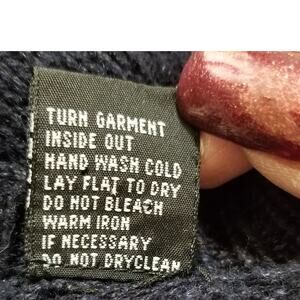 TURN GARMENT
INSIDE OUT
HAND WASH COLD
LAY FLAT TO DRY
DO NOT BLEACH
WARM IRON
IF NECESSARY
DO NOT DRYCLEAN